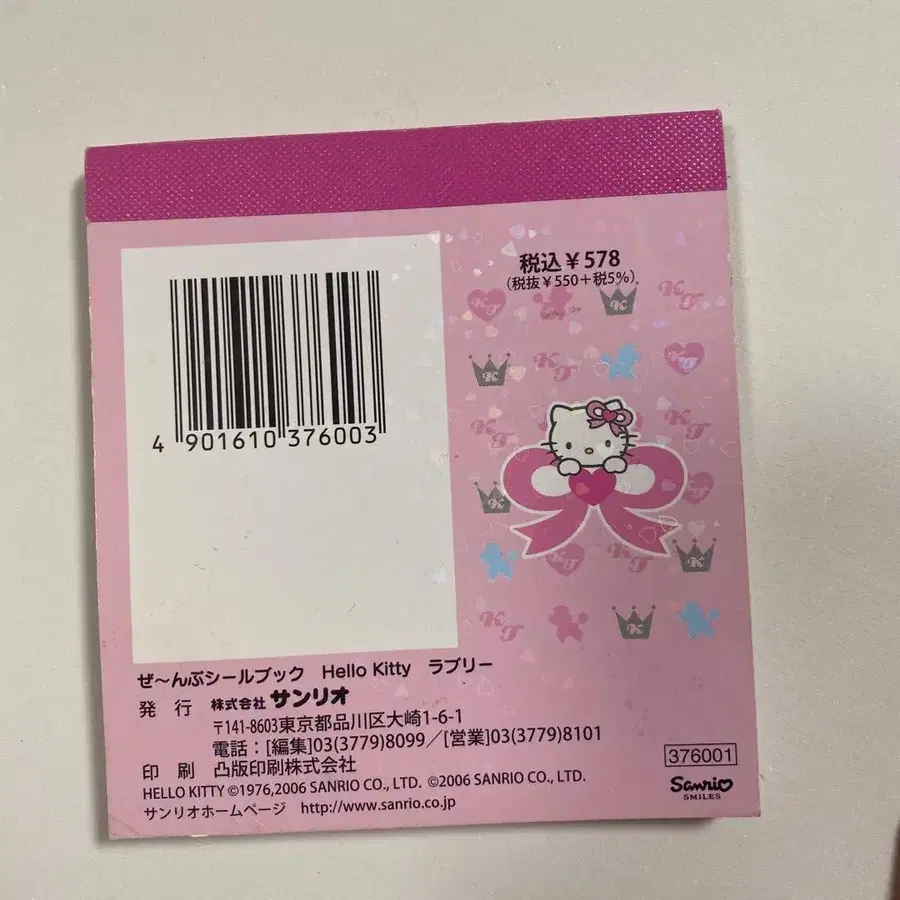 税込¥578
(税抜¥550+税5%)
4 901610 376003
ぜ〜んぶシールブック Hello Kitty ラブリー
発 行 株式会社 サンリオ
〒141-8603東京都品川区大崎1-6-1
電話：[編集]03(3779)8099／[営業]03(3779)8101
印 刷 凸版印刷株式会社
HELLO KITTY ©1976,2006 SANRIO CO., LTD. ©2006 SANRIO CO., LTD.
サンリオホームページ http://www.sanrio.co.jp
376001
Sanrio
SMILES